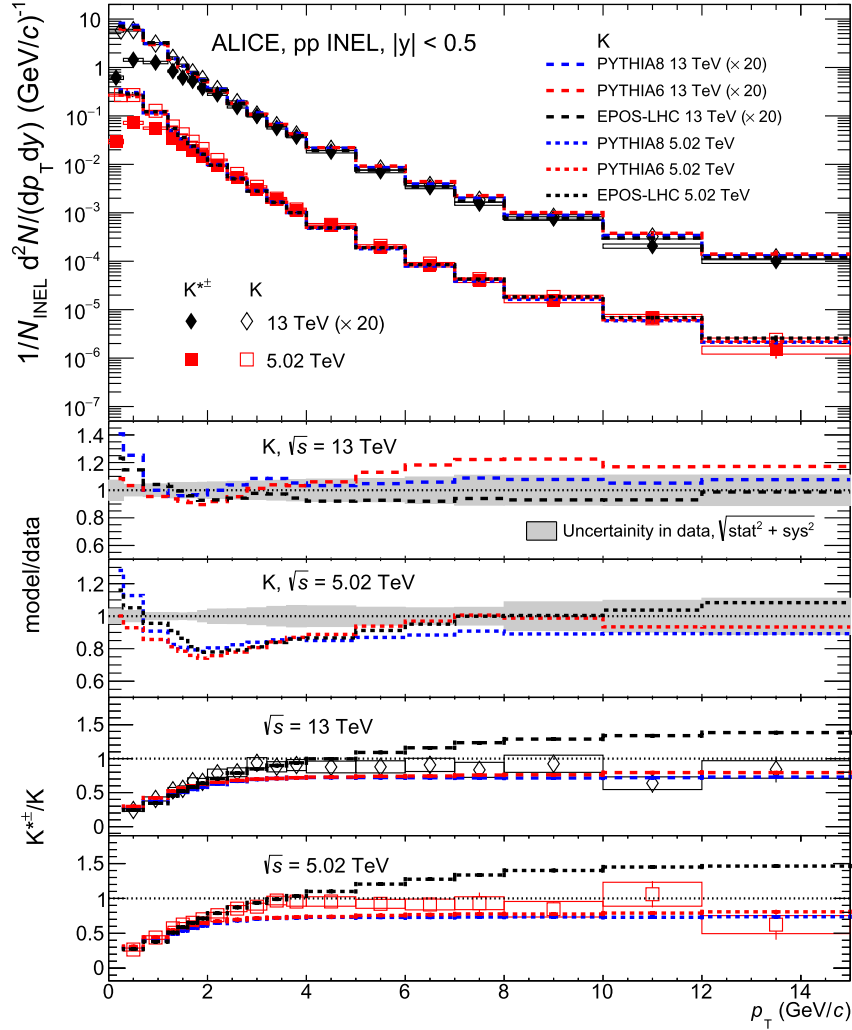 ALICE, pp INEL, |y| < 0.5
K
PYTHIA8 13 TeV (× 20)
PYTHIA6 13 TeV (× 20)
EPOS-LHC 13 TeV (× 20)
PYTHIA8 5.02 TeV
PYTHIA6 5.02 TeV
EPOS-LHC 5.02 TeV
1/N_INEL d²N/(dp_T dy) (GeV/c)⁻¹
10
1
10⁻¹
10⁻²
10⁻³
10⁻⁴
10⁻⁵
10⁻⁶
10⁻⁷
K*± K
13 TeV (× 20)
5.02 TeV
model/data
K, √s = 13 TeV
1.4
1.2
1
0.8
0.6
Uncertainity in data, √stat² + sys²
K, √s = 5.02 TeV
1.2
1
0.8
0.6
K*±/K
√s = 13 TeV
1.5
1
0.5
0
√s = 5.02 TeV
1.5
1
0.5
0
0 2 4 6 8 10 12 14
p_T (GeV/c)